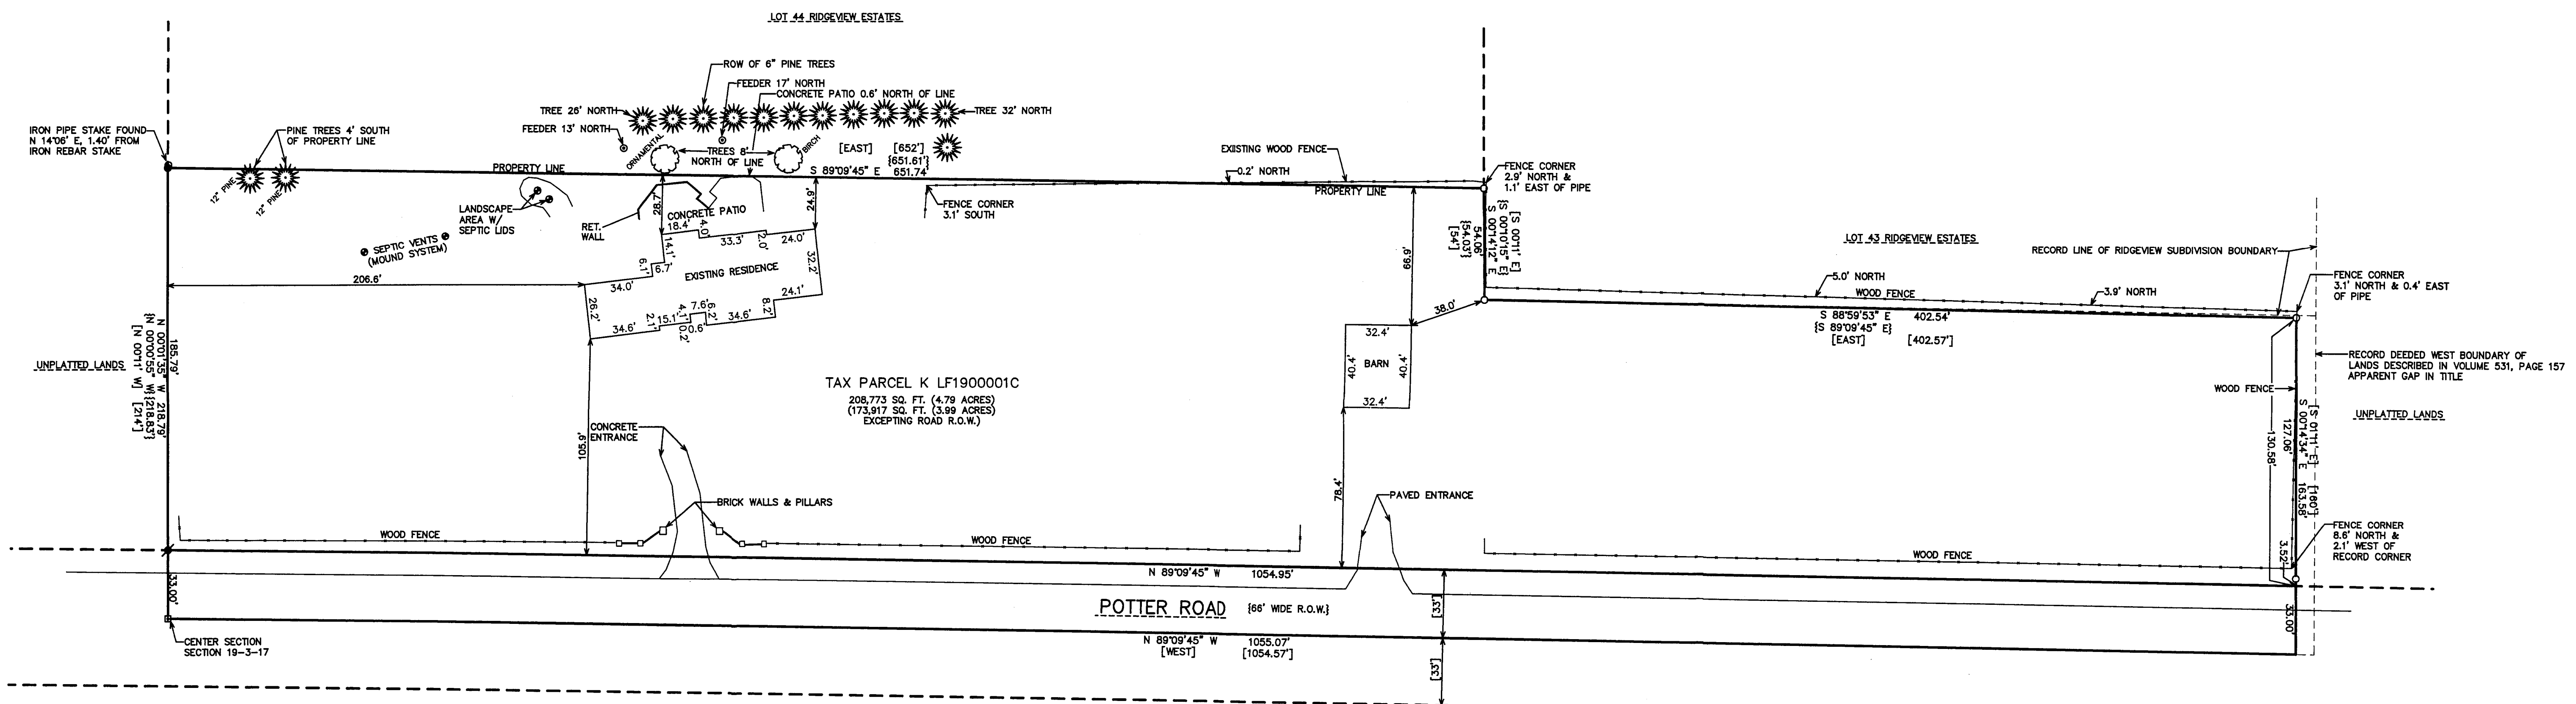 LOT 44 RIDGEVIEW ESTATES
ROW OF 6" PINE TREES
FEEDER 17' NORTH
CONCRETE PATIO 0.6' NORTH OF LINE
TREE 26' NORTH
TREE 32' NORTH
FEEDER 13' NORTH
IRON PIPE STAKE FOUND
N 14°06' E, 1.40' FROM
IRON REBAR STAKE
PINE TREES 4' SOUTH
OF PROPERTY LINE
12" PINE
12" PINE
PROPERTY LINE
ORNAMENTAL
TREES 8'
NORTH OF LINE
BIRCH
[EAST] [652']
{651.61'}
S 89°09'45" E 651.74'
EXIISTING WOOD FENCE
0.2' NORTH
PROPERTY LINE
FENCE CORNER
2.9' NORTH &
1.1' EAST OF PIPE
LANDSCAPE
AREA W/
SEPTIC LIDS
RET.
WALL
SEPTIC VENTS
(MOUND SYSTEM)
28.7'
CONCRETE PATIO
24.9'
FENCE CORNER
3.1' SOUTH
18.4'
4.0'
33.3'
2.0'
24.0'
14.1'
6.1'
6.7'
EXISTING RESIDENCE
32.2'
206.6'
34.0'
24.1'
26.2'
34.6'
2.1'
15.1'
4.1'
7.6'
6.2'
0.2'
0.6'
34.6'
8.2'
66.9'
[S 00°11' E]
{S 00°10'15" E}
S 00°14'12" E
54.06'
{54.03'}
[54']
38.0'
LOT 43 RIDGEVIEW ESTATES
RECORD LINE OF RIDGEVIEW SUBDIVISION BOUNDARY
5.0' NORTH
WOOD FENCE
3.9' NORTH
FENCE CORNER
3.1' NORTH & 0.4' EAST
OF PIPE
S 88°59'53" E 402.54'
{S 89°09'45" E}
[EAST] [402.57']
32.4'
40.4'
BARN
40.4'
32.4'
RECORD DEEDED WEST BOUNDARY OF
LANDS DESCRIBED IN VOLUME 531, PAGE 157
APPARENT GAP IN TITLE
WOOD FENCE
UNPLATTED LANDS
UNPLATTED LANDS
185.79'
N 00°01'35" W 218.79'
{N 00°00'55" W} {218.83'}
[N 00°11' W] [214']
TAX PARCEL K LF1900001C
208,773 SQ. FT. (4.79 ACRES)
(173,917 SQ. FT. (3.99 ACRES)
EXCEPTING ROAD R.O.W.)
CONCRETE
ENTRANCE
105.9'
78.4'
BRICK WALLS & PILLARS
PAVED ENTRANCE
[S 01°11' E] [160']
S 00°14'34" E 163.58'
127.06'
130.58'
3.52'
FENCE CORNER
8.6' NORTH &
2.1' WEST OF
RECORD CORNER
WOOD FENCE
WOOD FENCE
WOOD FENCE
N 89°09'45" W 1054.95'
33.00'
POTTER ROAD {66' WIDE R.O.W.}
[33']
33.00'
CENTER SECTION
SECTION 19-3-17
N 89°09'45" W 1055.07'
[WEST] [1054.57']
[33']